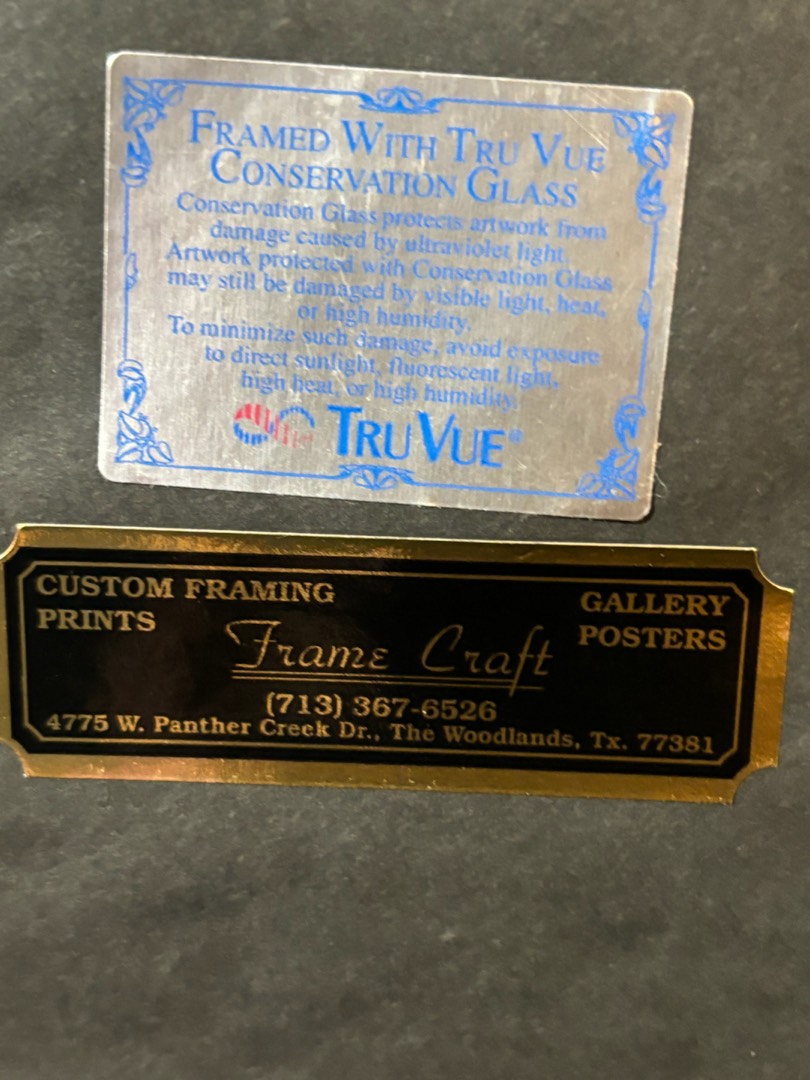 FRAMED WITH TRU VUE
CONSERVATION GLASS
Conservation Glass protects artwork from
damage caused by ultraviolet light.
Artwork protected with Conservation Glass
may still be damaged by visible light, heat,
or high humidity.
To minimize such damage, avoid exposure
to direct sunlight, fluorescent light,
high heat, or high humidity.
TRU VUE®
CUSTOM FRAMING
PRINTS
GALLERY
POSTERS
Frame Craft
(713) 367-6526
4775 W. Panther Creek Dr., The Woodlands, Tx. 77381